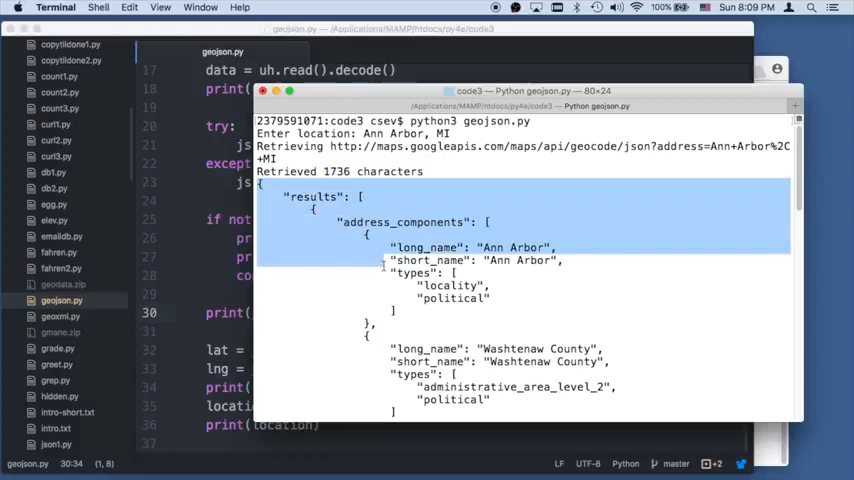 Terminal Shell Edit View Window Help 100% Sun 8:09 PM
geojson.py — /Applications/MAMP/htdocs/py4e/code3
copytildone1.py
copytildone2.py
count1.py
count2.py
count3.py
curl1.py
curl2.py
curl3.py
db1.py
db2.py
egg.py
elev.py
emaildb.py
fahren.py
fahren2.py
geodata.zip
geojson.py
geoxml.py
gmane.zip
grade.py
greet.py
grep.py
hidden.py
intro-short.txt
intro.txt
json1.py
geojson.py
17 data = uh.read().decode()
18 print(
19
20 try:
21 js
22 except
23 js
24
25 if not
26 pr
27 pr
28 co
29
30 print(
31
32 lat =
33 lng =
34 print(
35 locati
36 print(location)
37
code3 — Python geojson.py — 80×24
/Applications/MAMP/htdocs/py4e/code3 — Python geojson.py
2379591071:code3 csev$ python3 geojson.py
Enter location: Ann Arbor, MI
Retrieving http://maps.googleapis.com/maps/api/geocode/json?address=Ann+Arbor%2C
+MI
Retrieved 1736 characters
{
"results": [
{
"address_components": [
{
"long_name": "Ann Arbor",
"short_name": "Ann Arbor",
"types": [
"locality",
"political"
]
},
{
"long_name": "Washtenaw County",
"short_name": "Washtenaw County",
"types": [
"administrative_area_level_2",
"political"
]
geojson.py 30:34 (1, 8) LF UTF-8 Python master +2